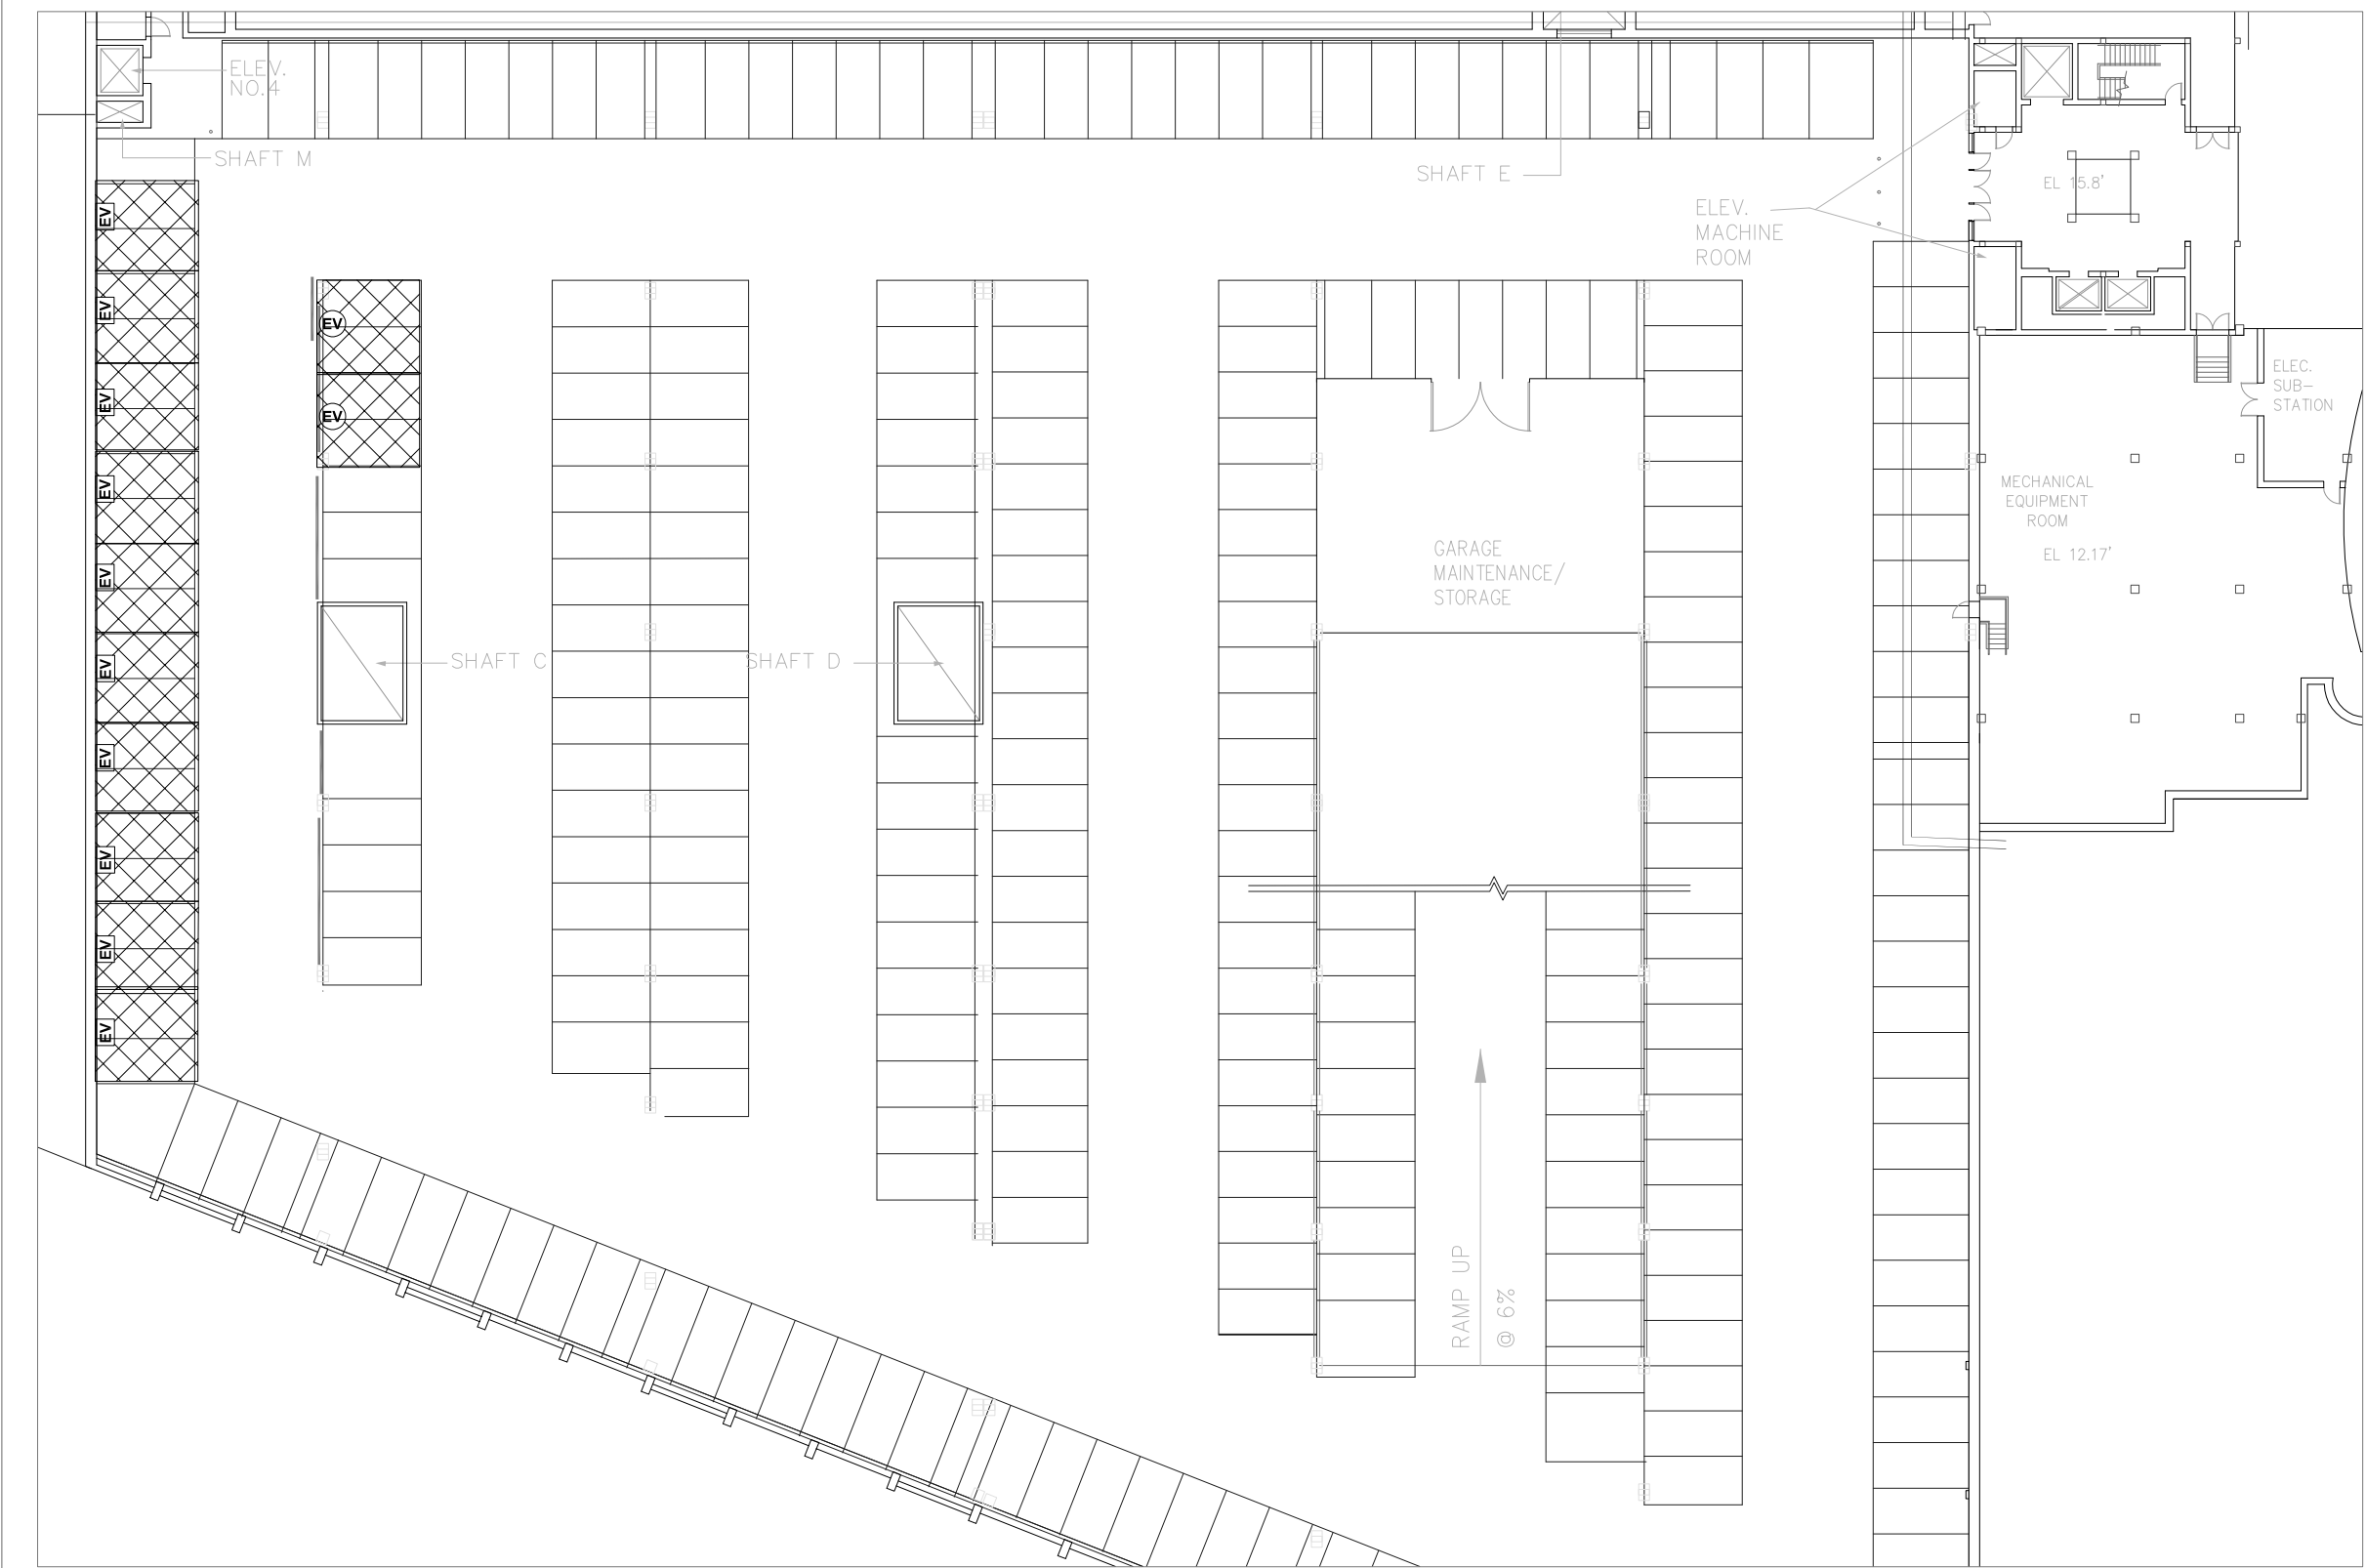 ELEV.
NO.4
SHAFT M
SHAFT E
ELEV.
MACHINE
ROOM
EL 15.8'
EV
EV
EV
EV
EV
EV
EV
EV
EV
EV
EV
EV
ELEC.
SUB-
STATION
MECHANICAL
EQUIPMENT
ROOM
EL 12.17'
GARAGE
MAINTENANCE/
STORAGE
SHAFT C
SHAFT D
RAMP UP
@ 6%